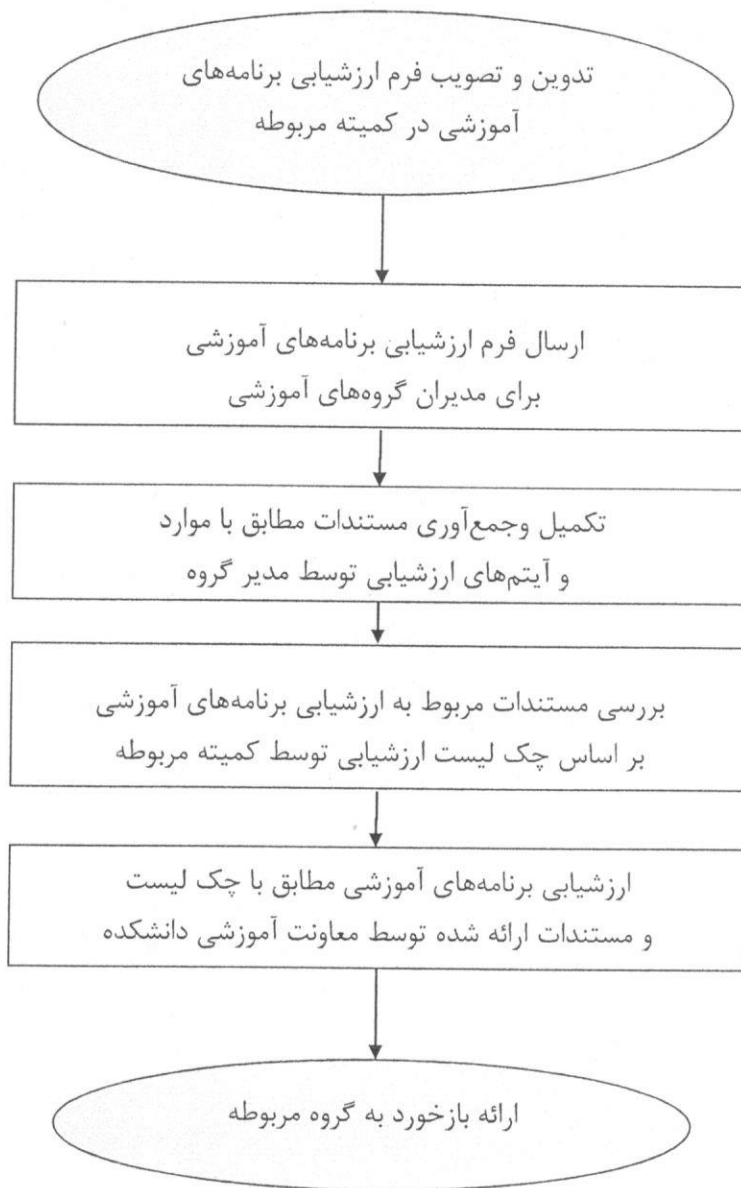 تدوین و تصویب فرم ارزشیابی برنامه‌های
آموزشی در کمیته مربوطه
ارسال فرم ارزشیابی برنامه‌های آموزشی
برای مدیران گروه‌های آموزشی
تکمیل وجمع‌آوری مستندات مطابق با موارد
و آیتم‌های ارزشیابی توسط مدیر گروه
بررسی مستندات مربوط به ارزشیابی برنامه‌های آموزشی
بر اساس چک لیست ارزشیابی توسط کمیته مربوطه
ارزشیابی برنامه‌های آموزشی مطابق با چک لیست
و مستندات ارائه شده توسط معاونت آموزشی دانشکده
ارائه بازخورد به گروه مربوطه